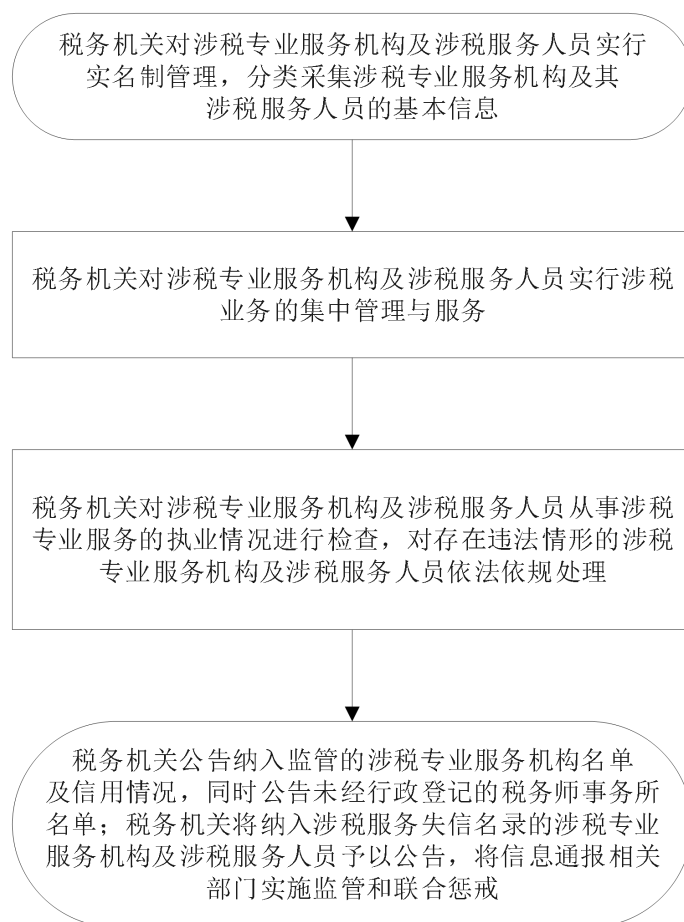 税务机关对涉税专业服务机构及涉税服务人员实行
实名制管理，分类采集涉税专业服务机构及其
涉税服务人员的基本信息
税务机关对涉税专业服务机构及涉税服务人员实行涉税
业务的集中管理与服务
税务机关对涉税专业服务机构及涉税服务人员从事涉税
专业服务的执业情况进行检查，对存在违法情形的涉税
专业服务机构及涉税服务人员依法依规处理
税务机关公告纳入监管的涉税专业服务机构名单
及信用情况，同时公告未经行政登记的税务师事务所
名单；税务机关将纳入涉税服务失信名录的涉税专业
服务机构及涉税服务人员予以公告，将信息通报相关
部门实施监管和联合惩戒